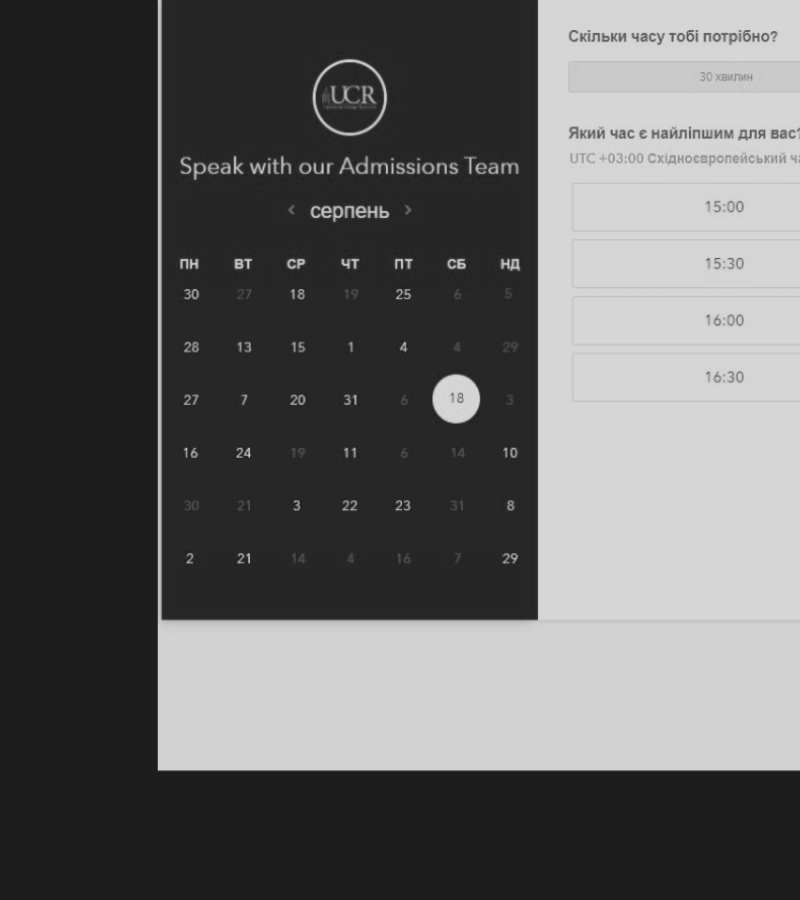 UCR
Speak with our Admissions Team
< серпень >
ПН ВТ СР ЧТ ПТ СБ НД
30 27 18 19 25 6 5
28 13 15 1 4 4 29
27 7 20 31 6 18 3
16 24 19 11 6 14 10
30 21 3 22 23 31 8
2 21 14 4 16 7 29
Скільки часу тобі потрібно?
30 хвилин
Який час є найліпшим для вас?
UTC +03:00 Східноєвропейський ча
15:00
15:30
16:00
16:30